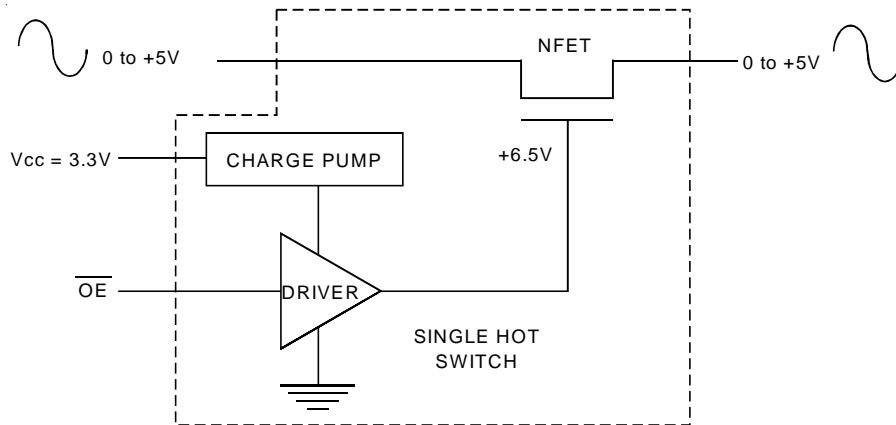 NFET
0 to +5V
0 to +5V
Vcc = 3.3V
CHARGE PUMP
+6.5V
OE
DRIVER
SINGLE HOT
SWITCH